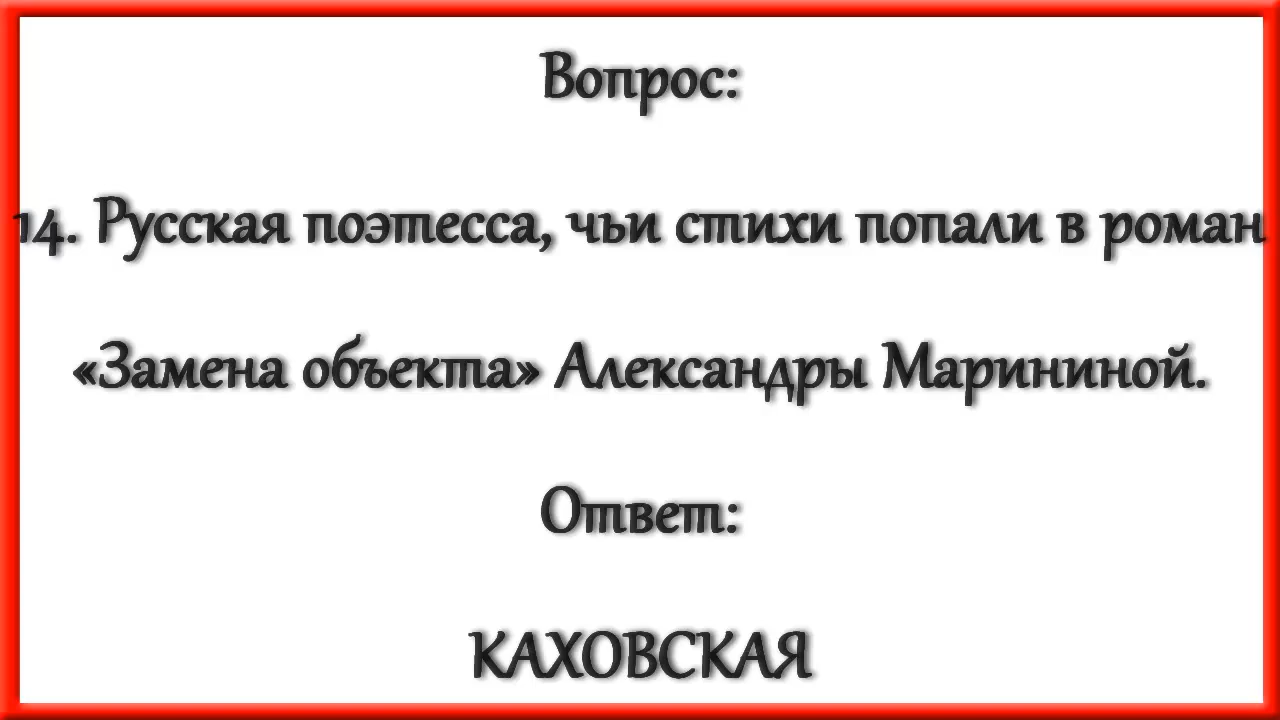 Вопрос:
14. Русская поэтесса, чьи стихи попали в роман
«Замена объекта» Александры Марининой.
Ответ:
КАХОВСКАЯ